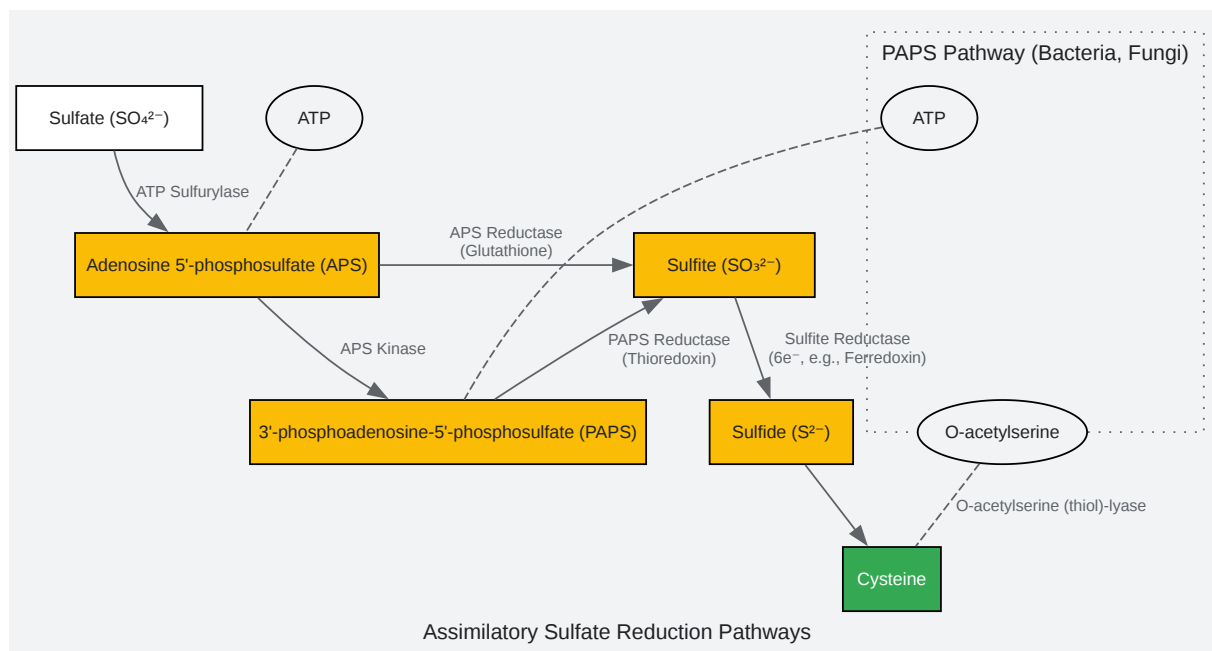 PAPS Pathway (Bacteria, Fungi)
Sulfate (SO₄²⁻)
ATP
ATP
ATP Sulfurylase
APS Reductase
(Glutathione)
Adenosine 5'-phosphosulfate (APS)
Sulfite (SO₃²⁻)
APS Kinase
PAPS Reductase
(Thioredoxin)
Sulfite Reductase
(6e⁻, e.g., Ferredoxin)
3'-phosphoadenosine-5'-phosphosulfate (PAPS)
Sulfide (S²⁻)
O-acetylserine
O-acetylserine (thiol)-lyase
Cysteine
Assimilatory Sulfate Reduction Pathways